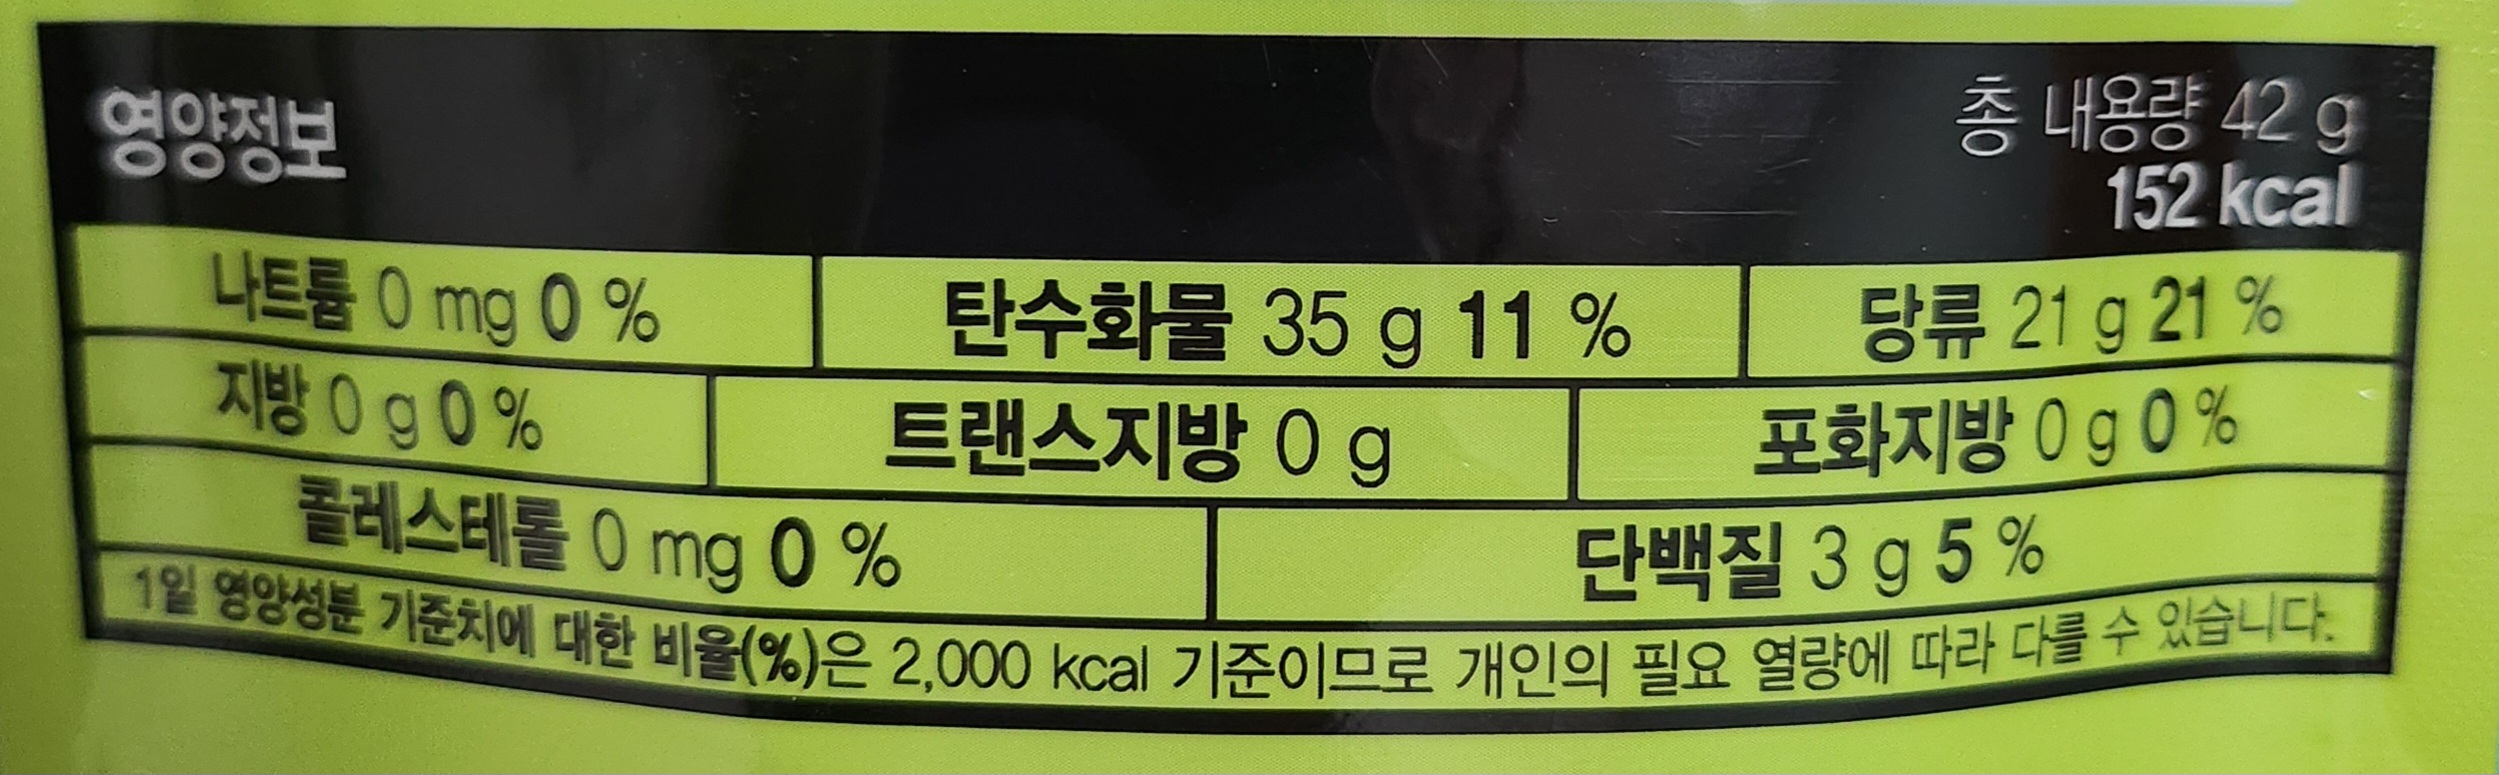 영양정보
총 내용량 42 g
152 kcal
나트륨 0 mg 0 % 탄수화물 35 g 11 % 당류 21 g 21 %
지방 0 g 0 % 트랜스지방 0 g 포화지방 0 g 0 %
콜레스테롤 0 mg 0 % 단백질 3 g 5 %
1일 영양성분 기준치에 대한 비율(%)은 2,000 kcal 기준이므로 개인의 필요 열량에 따라 다를 수 있습니다.